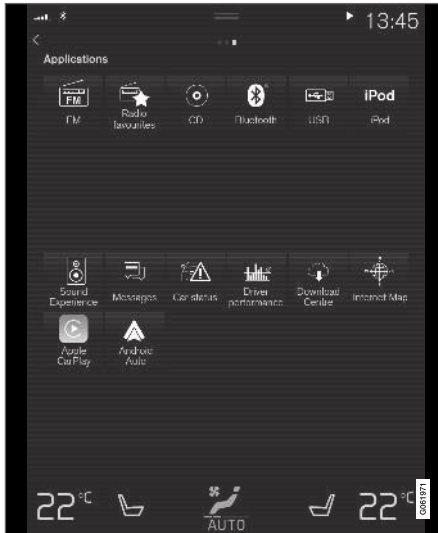 13:45
Applications
FM
iPod
FM
Radio
favourites
CD
Bluetooth
USB
iPod
Sound
Experience
Messages
Car status
Driver
performance
Download
Centre
Internet Map
Apple
CarPlay
Android
Auto
22°C
22°C
AUTO
G061971